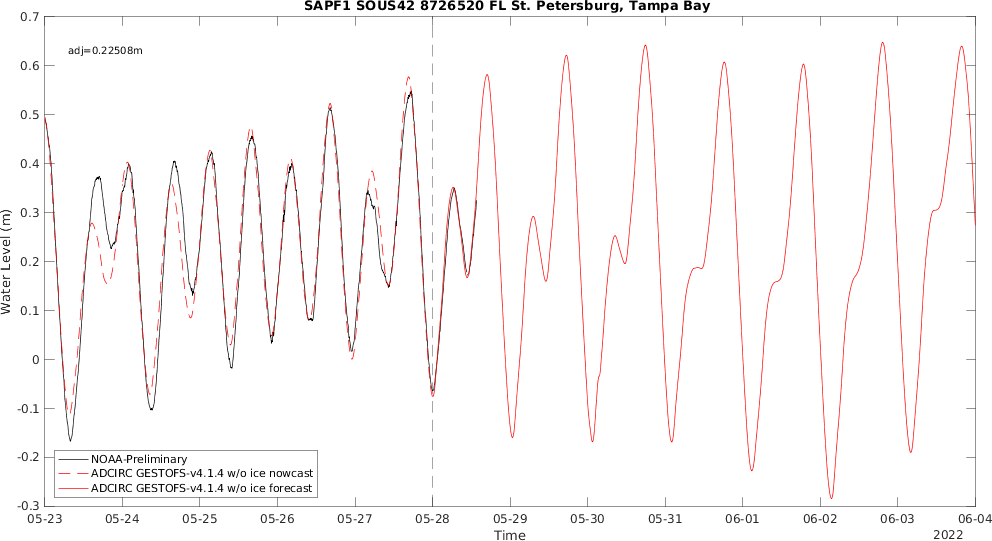 SAPF1 SOUS42 8726520 FL St. Petersburg, Tampa Bay
adj=0.22508m
Water Level (m)
0.7
0.6
0.5
0.4
0.3
0.2
0.1
0
-0.1
-0.2
-0.3
NOAA-Preliminary
ADCIRC GESTOFS-v4.1.4 w/o ice nowcast
ADCIRC GESTOFS-v4.1.4 w/o ice forecast
05-23 05-24 05-25 05-26 05-27 05-28 05-29 05-30 05-31 06-01 06-02 06-03 06-04
Time
2022